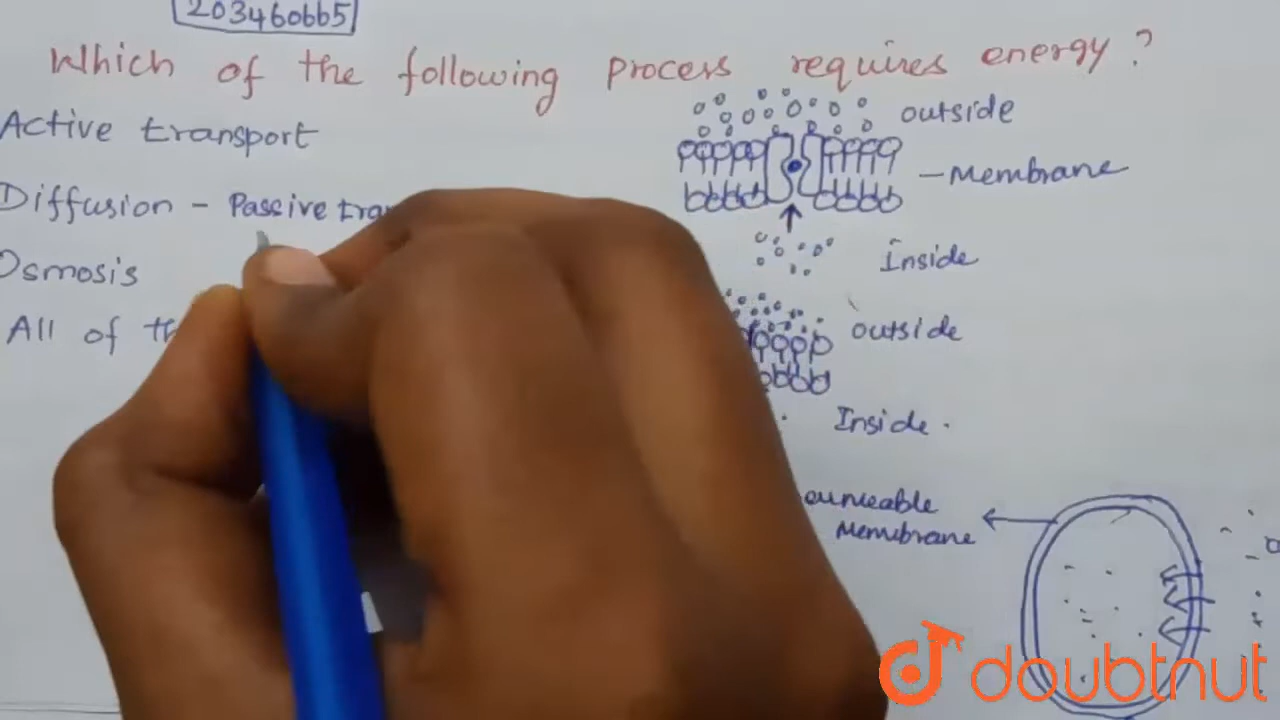 203460665
Which of the following process requires energy?
Active transport
Diffusion - Passive
Osmosis
All of
outside
-Membrane
Inside
outside
Inside.
Membrane
doubtnut